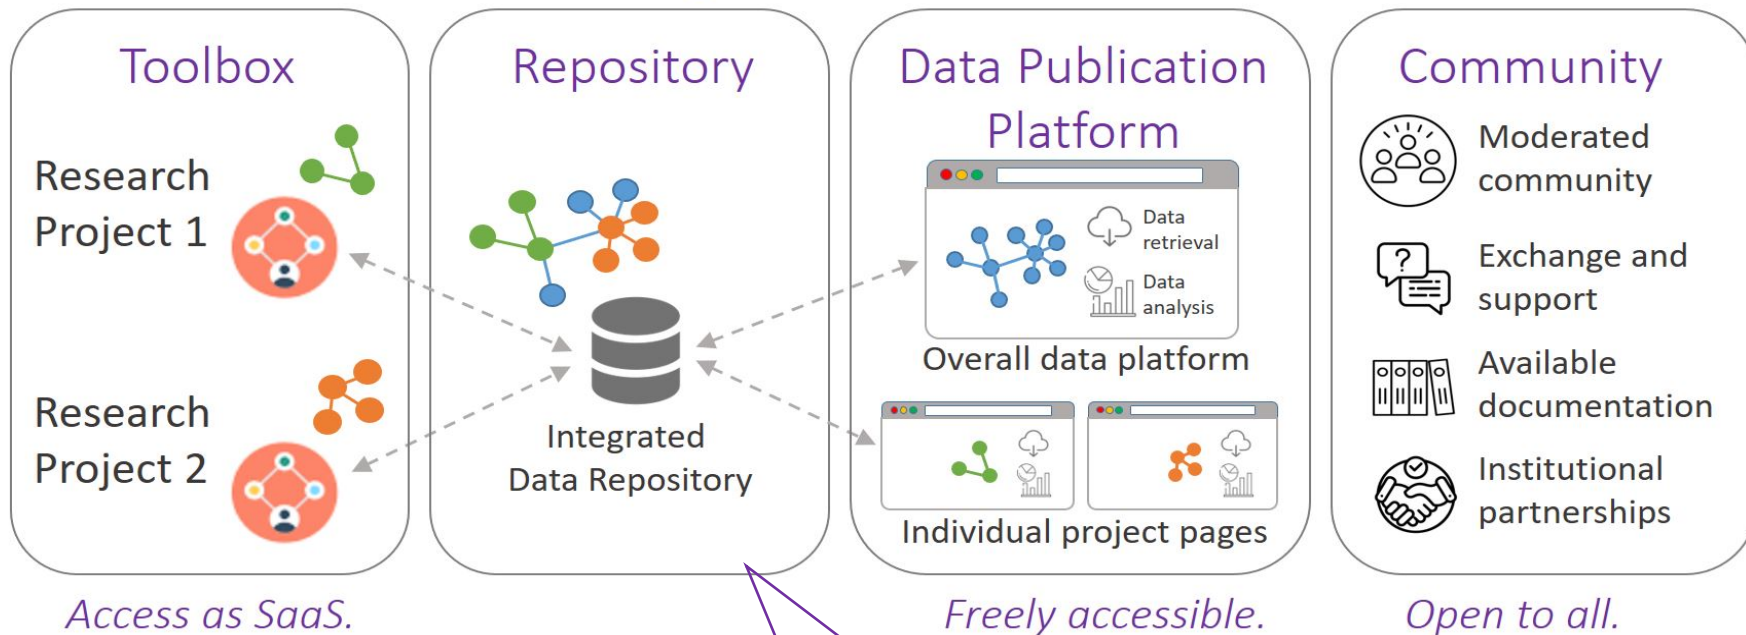 Toolbox
Research
Project 1
Research
Project 2
Access as SaaS.
Repository
Integrated
Data Repository
Data Publication
Platform
Data
retrieval
Data
analysis
Overall data platform
Individual project pages
Freely accessible.
Community
Moderated
community
?
Exchange and
support
Available
documentation
Institutional
partnerships
Open to all.